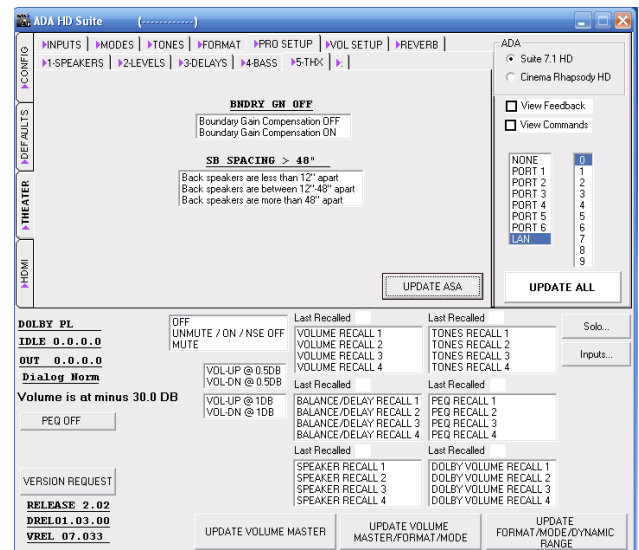 ADA HD Suite (------------)
INPUTS MODES TONES FORMAT PRO SETUP VOL SETUP REVERB
1-SPEAKERS 2-LEVELS 3-DELAYS 4-BASS 5-THX :
CONFIG
DEFAULTS
THEATER
HDMI
BNDRY GN OFF
Boundary Gain Compensation OFF
Boundary Gain Compensation ON
SB SPACING > 48"
Back speakers are less than 12" apart
Back speakers are between 12"-48" apart
Back speakers are more than 48" apart
UPDATE ASA
ADA
Suite 7.1 HD
Cinema Rhapsody HD
View Feedback
View Commands
NONE
PORT 1
PORT 2
PORT 3
PORT 4
PORT 5
PORT 6
LAN
0
1
2
3
4
5
6
7
8
9
UPDATE ALL
DOLBY PL
IDLE 0.0.0.0
OUT 0.0.0.0
Dialog Norm
Volume is at minus 30.0 DB
PEQ OFF
VERSION REQUEST
RELEASE 2.02
DREL01.03.00
VREL 07.033
OFF
UNMUTE / ON / NSE OFF
MUTE
VOL-UP @ 0.5DB
VOL-DN @ 0.5DB
VOL-UP @ 1DB
VOL-DN @ 1DB
Last Recalled
VOLUME RECALL 1
VOLUME RECALL 2
VOLUME RECALL 3
VOLUME RECALL 4
Last Recalled
TONES RECALL 1
TONES RECALL 2
TONES RECALL 3
TONES RECALL 4
Last Recalled
BALANCE/DELAY RECALL 1
BALANCE/DELAY RECALL 2
BALANCE/DELAY RECALL 3
BALANCE/DELAY RECALL 4
Last Recalled
PEQ RECALL 1
PEQ RECALL 2
PEQ RECALL 3
PEQ RECALL 4
Last Recalled
SPEAKER RECALL 1
SPEAKER RECALL 2
SPEAKER RECALL 3
SPEAKER RECALL 4
Last Recalled
DOLBY VOLUME RECALL 1
DOLBY VOLUME RECALL 2
DOLBY VOLUME RECALL 3
DOLBY VOLUME RECALL 4
Solo...
Inputs...
UPDATE VOLUME MASTER
UPDATE VOLUME
MASTER/FORMAT/MODE
UPDATE
FORMAT/MODE/DYNAMIC
RANGE